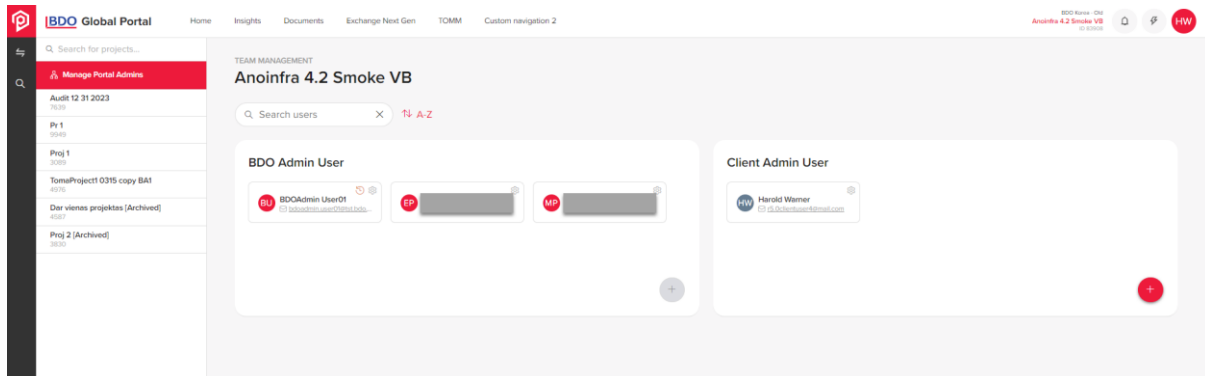 BDO Global Portal
Home Insights Documents Exchange Next Gen TOMM Custom navigation 2
BDO Korea - Old
Anoinfra 4.2 Smoke VB
HW
Search for projects...
Manage Portal Admins
Audit 12 31 2023
7639
Pr 1
9949
Proj 1
3089
TomaProject1 0315 copy BA1
4976
Dar vienas projektas [Archived]
4587
Proj 2 [Archived]
3830
TEAM MANAGEMENT
Anoinfra 4.2 Smoke VB
Search users
A-Z
BDO Admin User
BU
BDOAdmin User01
EP
MP
Client Admin User
HW
Harold Warner
r5.0clientuser4@mail.com